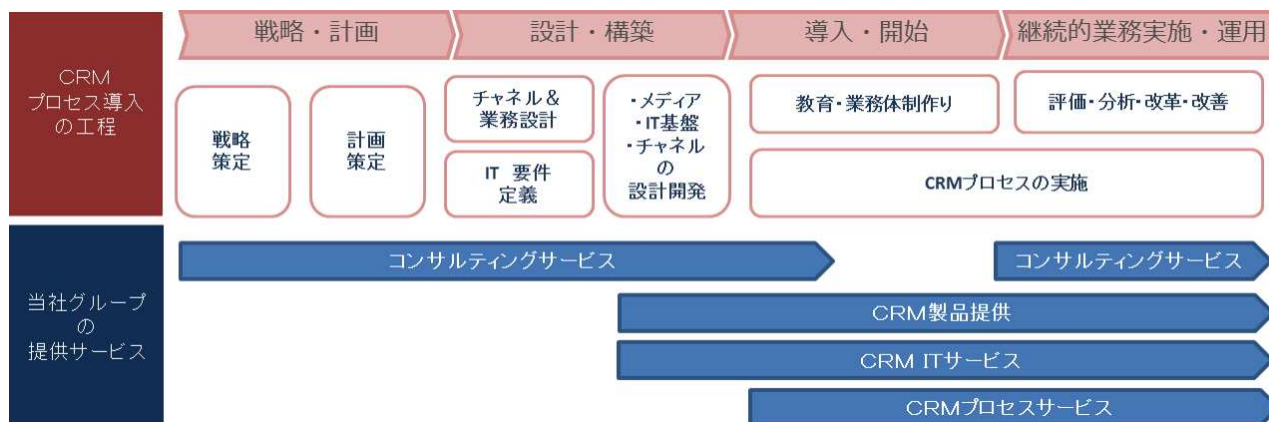 戦略・計画
設計・構築
導入・開始
継続的業務実施・運用
CRM
プロセス導入
の工程
戦略
策定
計画
策定
チャネル＆
業務設計
IT 要件
定義
・メディア
・IT基盤
・チャネル
の
設計開発
教育・業務体制作り
評価・分析・改革・改善
CRMプロセスの実施
当社グループ
の
提供サービス
コンサルティングサービス
コンサルティングサービス
CRM製品提供
CRM ITサービス
CRMプロセスサービス